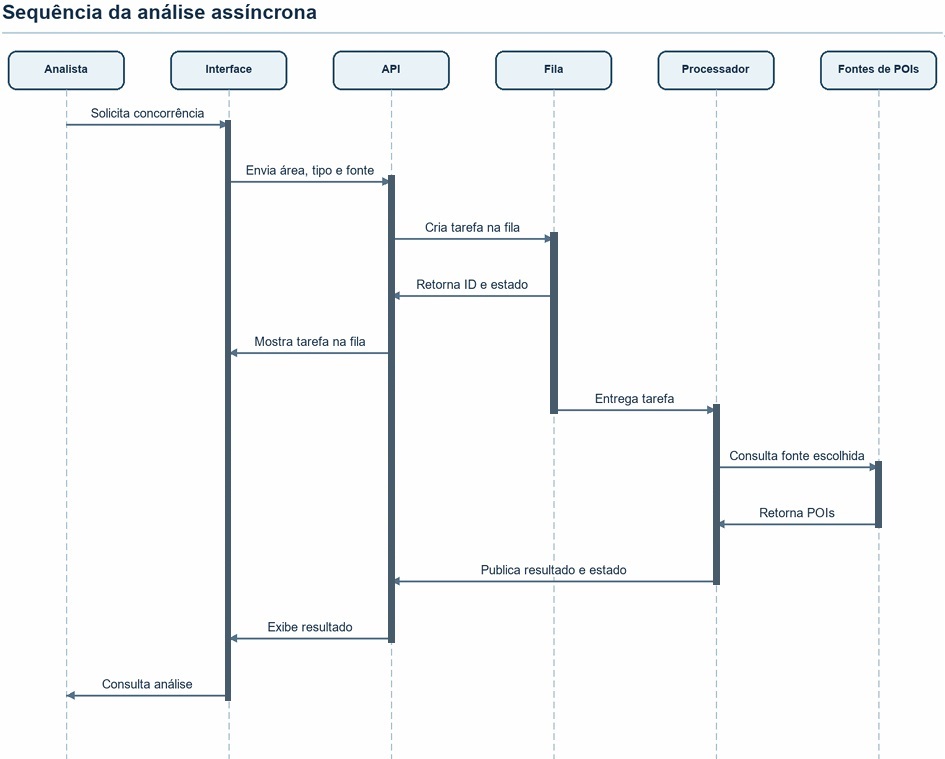 Sequência da análise assíncrona
Analista
Interface
API
Fila
Processador
Fontes de POIs
Solicita concorrência
Envia área, tipo e fonte
Cria tarefa na fila
Retorna ID e estado
Mostra tarefa na fila
Entrega tarefa
Consulta fonte escolhida
Retorna POIs
Publica resultado e estado
Exibe resultado
Consulta análise